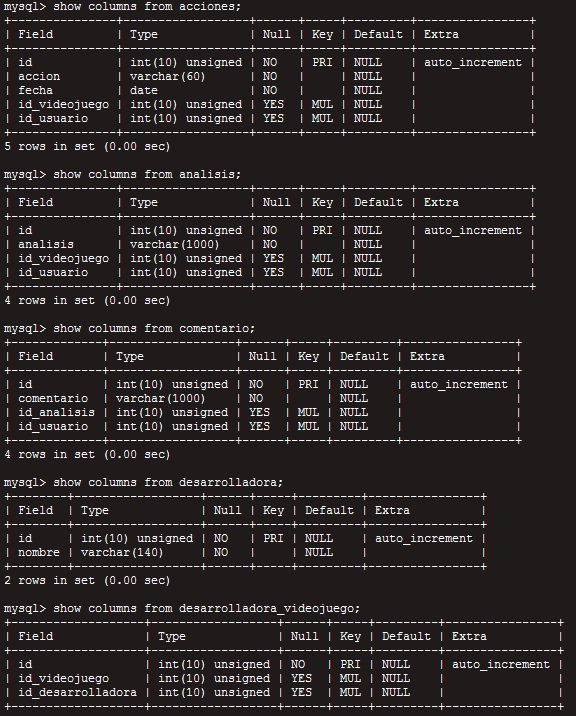 mysql> show columns from acciones;
+---------------+------------------+------+-----+---------+----------------+
| Field         | Type             | Null | Key | Default | Extra          |
+---------------+------------------+------+-----+---------+----------------+
| id            | int(10) unsigned | NO   | PRI | NULL    | auto_increment |
| accion        | varchar(60)      | NO   |     | NULL    |                |
| fecha         | date             | NO   |     | NULL    |                |
| id_videojuego | int(10) unsigned | YES  | MUL | NULL    |                |
| id_usuario    | int(10) unsigned | YES  | MUL | NULL    |                |
+---------------+------------------+------+-----+---------+----------------+
5 rows in set (0.00 sec)
mysql> show columns from analisis;
+---------------+------------------+------+-----+---------+----------------+
| Field         | Type             | Null | Key | Default | Extra          |
+---------------+------------------+------+-----+---------+----------------+
| id            | int(10) unsigned | NO   | PRI | NULL    | auto_increment |
| analisis      | varchar(1000)    | NO   |     | NULL    |                |
| id_videojuego | int(10) unsigned | YES  | MUL | NULL    |                |
| id_usuario    | int(10) unsigned | YES  | MUL | NULL    |                |
+---------------+------------------+------+-----+---------+----------------+
4 rows in set (0.00 sec)
mysql> show columns from comentario;
+-------------+------------------+------+-----+---------+----------------+
| Field       | Type             | Null | Key | Default | Extra          |
+-------------+------------------+------+-----+---------+----------------+
| id          | int(10) unsigned | NO   | PRI | NULL    | auto_increment |
| comentario  | varchar(1000)    | NO   |     | NULL    |                |
| id_analisis | int(10) unsigned | YES  | MUL | NULL    |                |
| id_usuario  | int(10) unsigned | YES  | MUL | NULL    |                |
+-------------+------------------+------+-----+---------+----------------+
4 rows in set (0.00 sec)
mysql> show columns from desarrolladora;
+--------+------------------+------+-----+---------+----------------+
| Field  | Type             | Null | Key | Default | Extra          |
+--------+------------------+------+-----+---------+----------------+
| id     | int(10) unsigned | NO   | PRI | NULL    | auto_increment |
| nombre | varchar(140)     | NO   |     | NULL    |                |
+--------+------------------+------+-----+---------+----------------+
2 rows in set (0.00 sec)
mysql> show columns from desarrolladora_videojuego;
+-------------------+------------------+------+-----+---------+----------------+
| Field             | Type             | Null | Key | Default | Extra          |
+-------------------+------------------+------+-----+---------+----------------+
| id                | int(10) unsigned | NO   | PRI | NULL    | auto_increment |
| id_videojuego     | int(10) unsigned | YES  | MUL | NULL    |                |
| id_desarrolladora | int(10) unsigned | YES  | MUL | NULL    |                |
+-------------------+------------------+------+-----+---------+----------------+